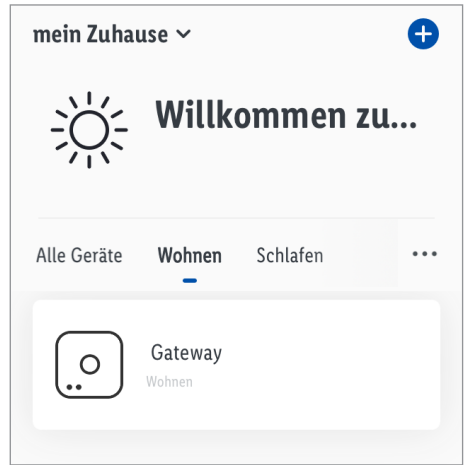 mein Zuhause
Willkommen zu...
Alle Geräte Wohnen Schlafen
Gateway
Wohnen